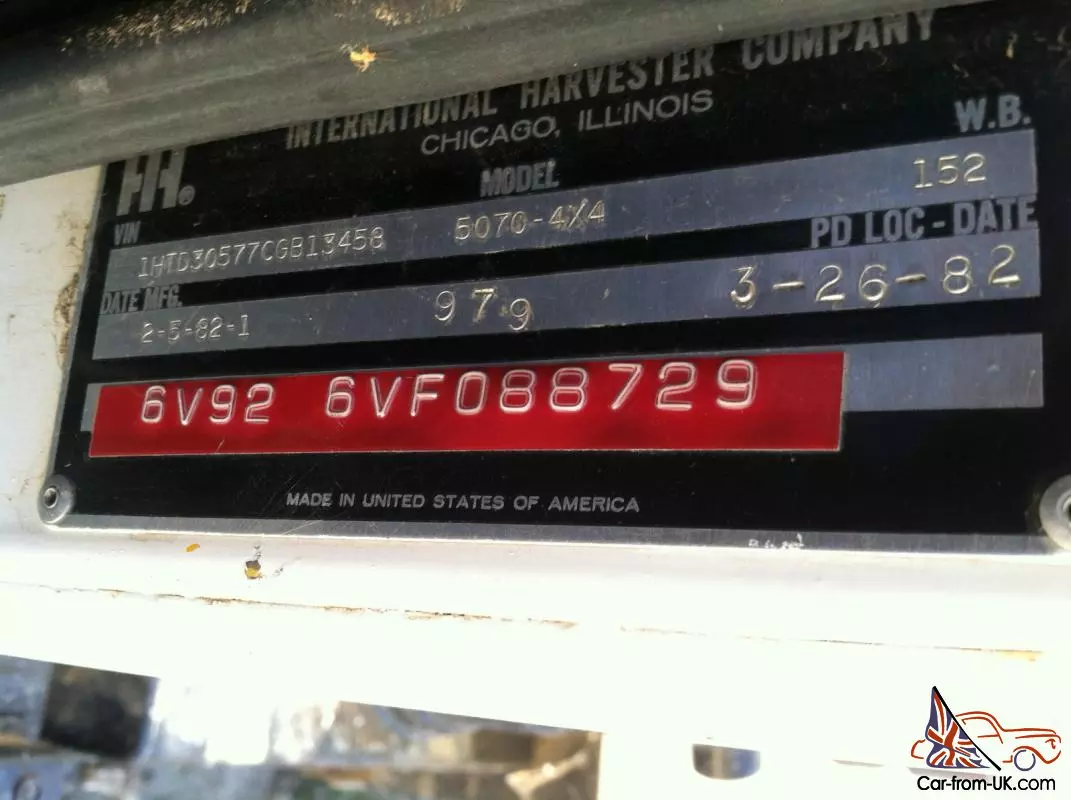 INTERNATIONAL HARVESTER COMPANY
CHICAGO, ILLINOIS
IH®
W.B.
MODEL
VIN
1HTD30577CGB13458 5070-4X4 152
PD LOC - DATE
DATE MFG.
2-5-82-1 979 3-26-82
6V92 6VF088729
MADE IN UNITED STATES OF AMERICA
Car-from-UK.com